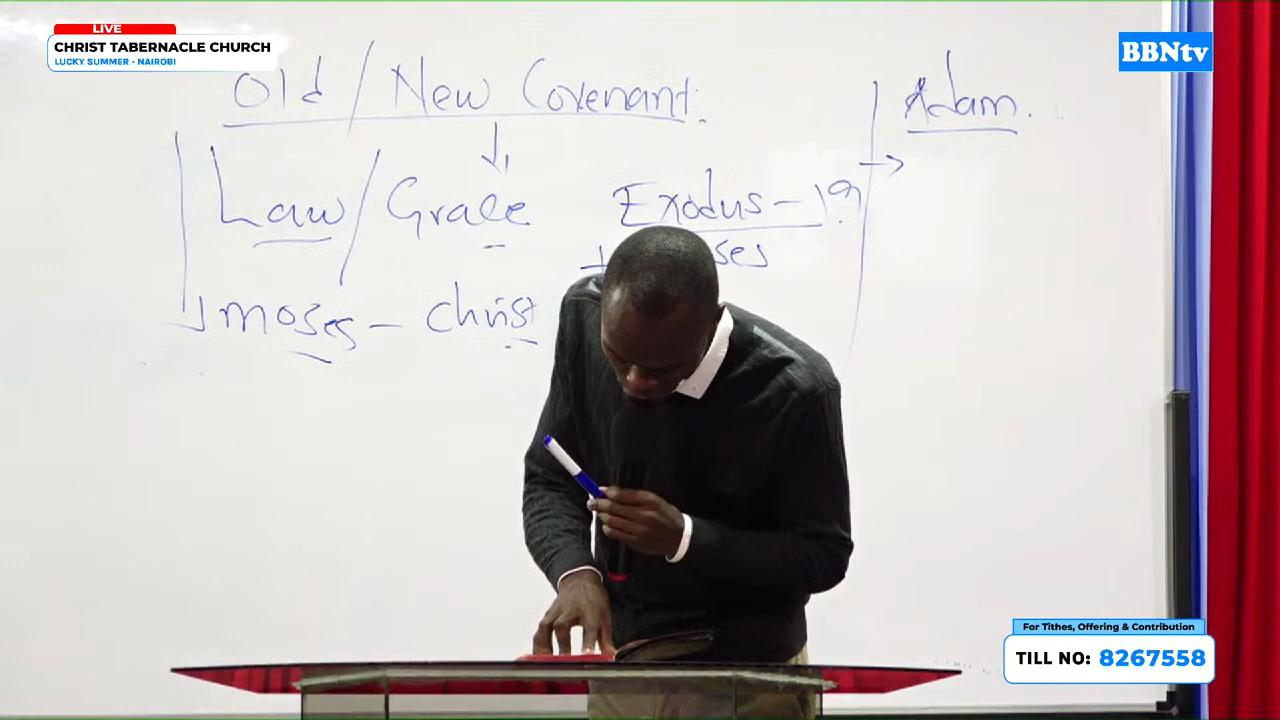 LIVE
CHRIST TABERNACLE CHURCH
LUCKY SUMMER - NAIROBI
BBNtv
Old / New Covenant.
Adam.
Law / Grace
Exodus - 19
ses
Moses - Christ
For Tithes, Offering & Contribution
TILL NO: 8267558